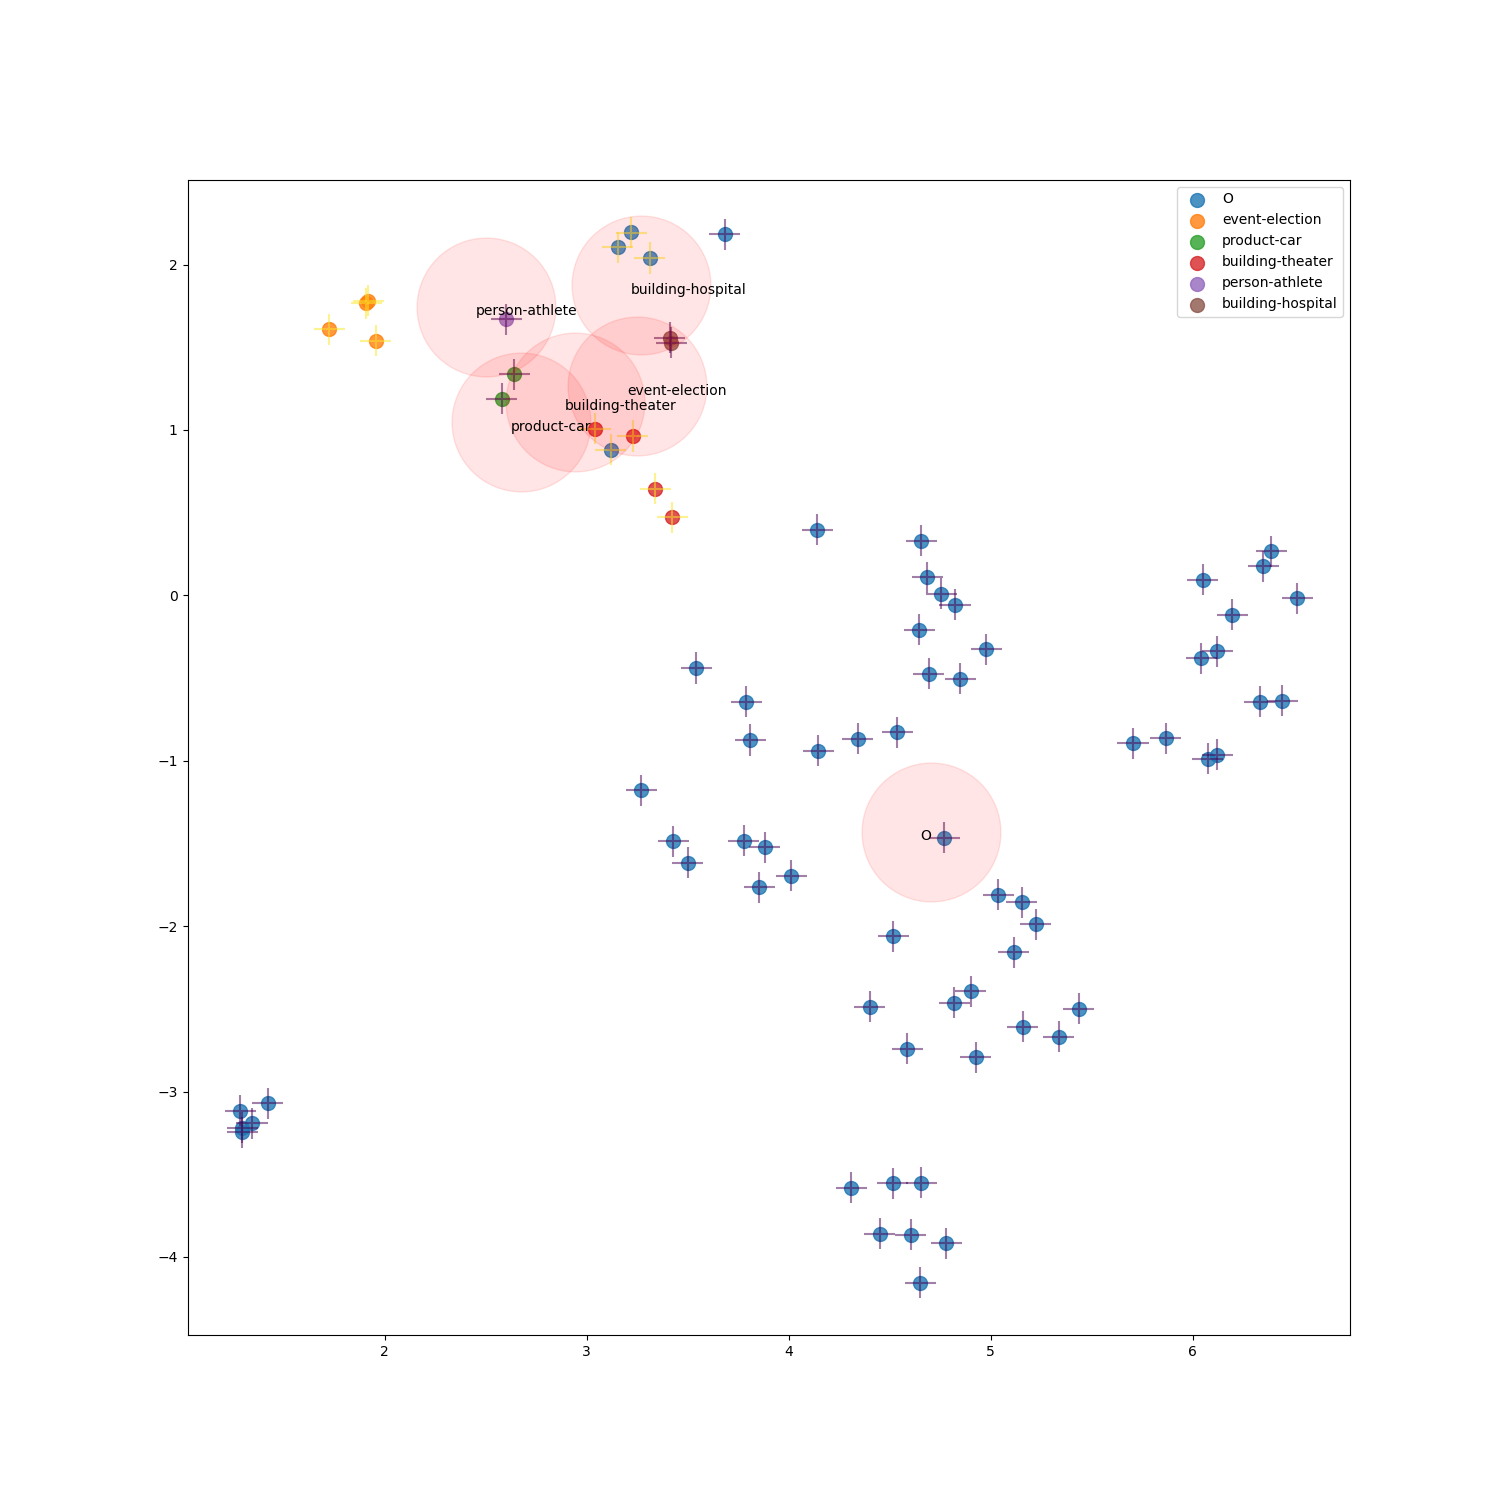 O
event-election
product-car
building-theater
person-athlete
building-hospital
2
1
0
−1
−2
−3
−4
building-hospital
person-athlete
event-election
building-theater
product-car
O
2
3
4
5
6